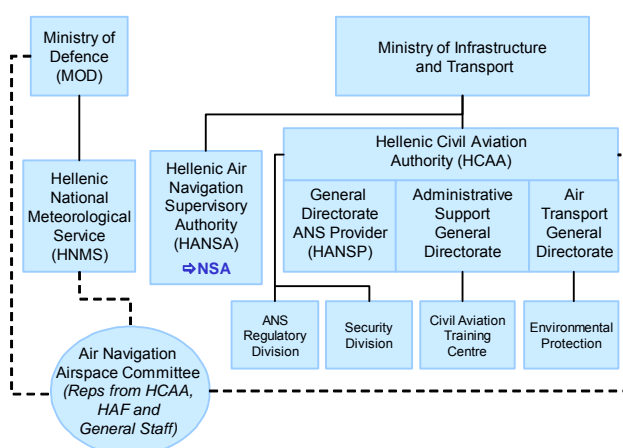 Ministry of
Defence
(MOD)
Ministry of Infrastructure
and Transport
Hellenic
National
Meteorological
Service
(HNMS)
Hellenic Air
Navigation
Supervisory
Authority
(HANSA)
⇨NSA
Hellenic Civil Aviation
Authority (HCAA)
General
Directorate
ANS Provider
(HANSP)
Administrative
Support
General
Directorate
Air
Transport
General
Directorate
ANS
Regulatory
Division
Security
Division
Civil Aviation
Training
Centre
Environmental
Protection
Air Navigation
Airspace Committee
(Reps from HCAA,
HAF and
General Staff)